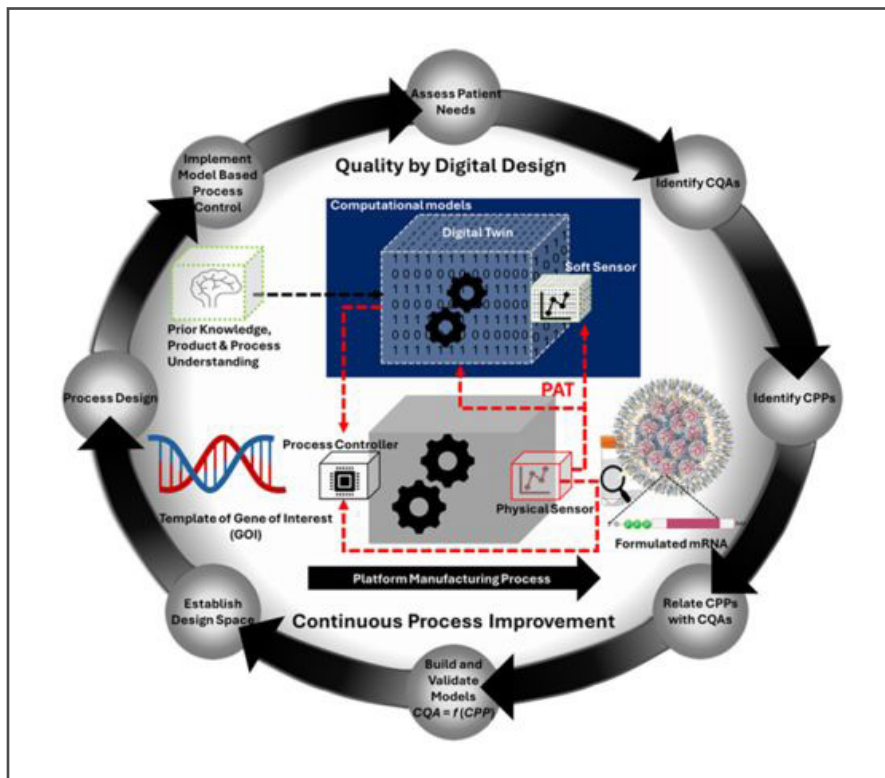 Assess Patient
Needs
Implement
Model Based
Process
Control
Quality by Digital Design
Identify CQAs
Computational models
Digital Twin
Soft Sensor
Prior Knowledge,
Product & Process
Understanding
PAT
Process Design
Identify CPPs
Process Controller
Physical Sensor
Template of Gene of Interest
(GOI)
Formulated mRNA
Platform Manufacturing Process
Establish
Design Space
Continuous Process Improvement
Relate CPPs
with CQAs
Build and
Validate
Models
CQA = f (CPP)